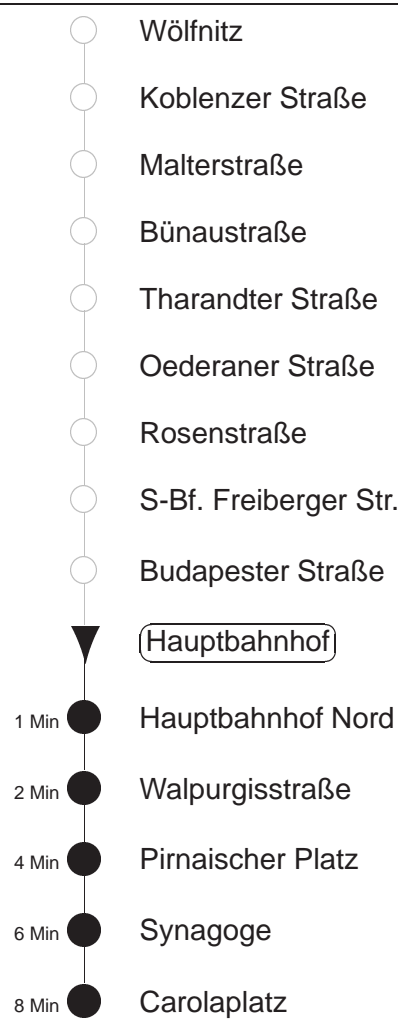 Wölfnitz
Koblenzer Straße
Malterstraße
Bünaustraße
Tharandter Straße
Oederaner Straße
Rosenstraße
S-Bf. Freiberger Str.
Budapester Straße
Hauptbahnhof
1 Min Hauptbahnhof Nord
2 Min Walpurgisstraße
4 Min Pirnaischer Platz
6 Min Synagoge
8 Min Carolaplatz